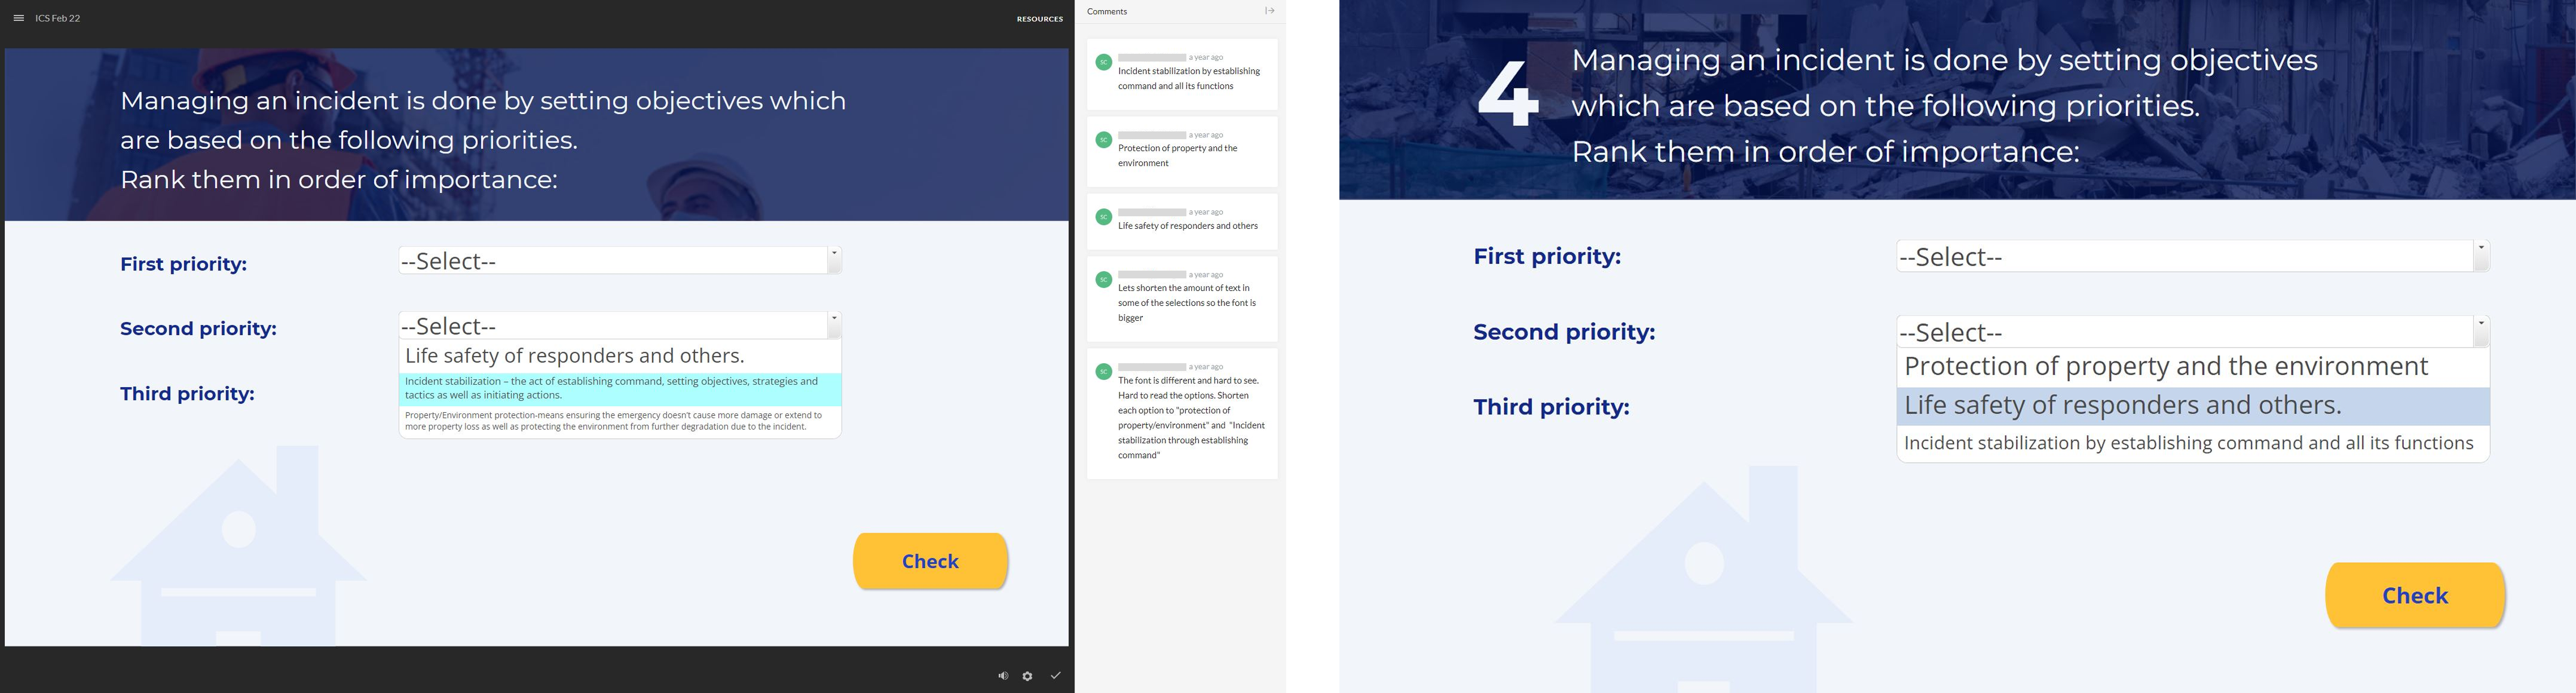 ICS Feb 22
RESOURCES
Managing an incident is done by setting objectives which
are based on the following priorities.
Rank them in order of importance:
First priority:
--Select--
Second priority:
--Select--
Life safety of responders and others.
Incident stabilization – the act of establishing command, setting objectives, strategies and
tactics as well as initiating actions.
Property/Environment protection-means ensuring the emergency doesn't cause more damage or extend to
more property loss as well as protecting the environment from further degradation due to the incident.
Third priority:
Check
Comments
SC
a year ago
Incident stabilization by establishing
command and all its functions
SC
a year ago
Protection of property and the
environment
SC
a year ago
Life safety of responders and others
SC
a year ago
Lets shorten the amount of text in
some of the selections so the font is
bigger
SC
a year ago
The font is different and hard to see.
Hard to read the options. Shorten
each option to "protection of
property/environment" and "Incident
stabilization through establishing
command"
4
Managing an incident is done by setting objectives
which are based on the following priorities.
Rank them in order of importance:
First priority:
--Select--
Second priority:
--Select--
Protection of property and the environment
Life safety of responders and others.
Incident stabilization by establishing command and all its functions
Third priority:
Check